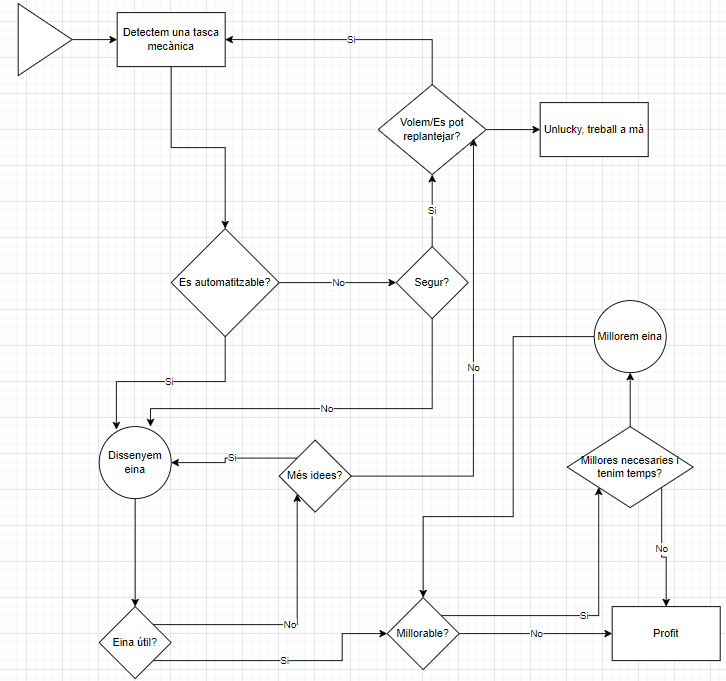 Detectem una tasca
mecànica
Si
Volem/Es pot
replantejar?
Unlucky, treball a mà
Si
Es automatitzable?
No
Segur?
Millorem eina
No
Si
No
Dissenyem
eina
Si
Més idees?
Millores necesaries i
tenim temps?
No
Eina útil?
No
Si
Millorable?
Si
No
Profit
Si